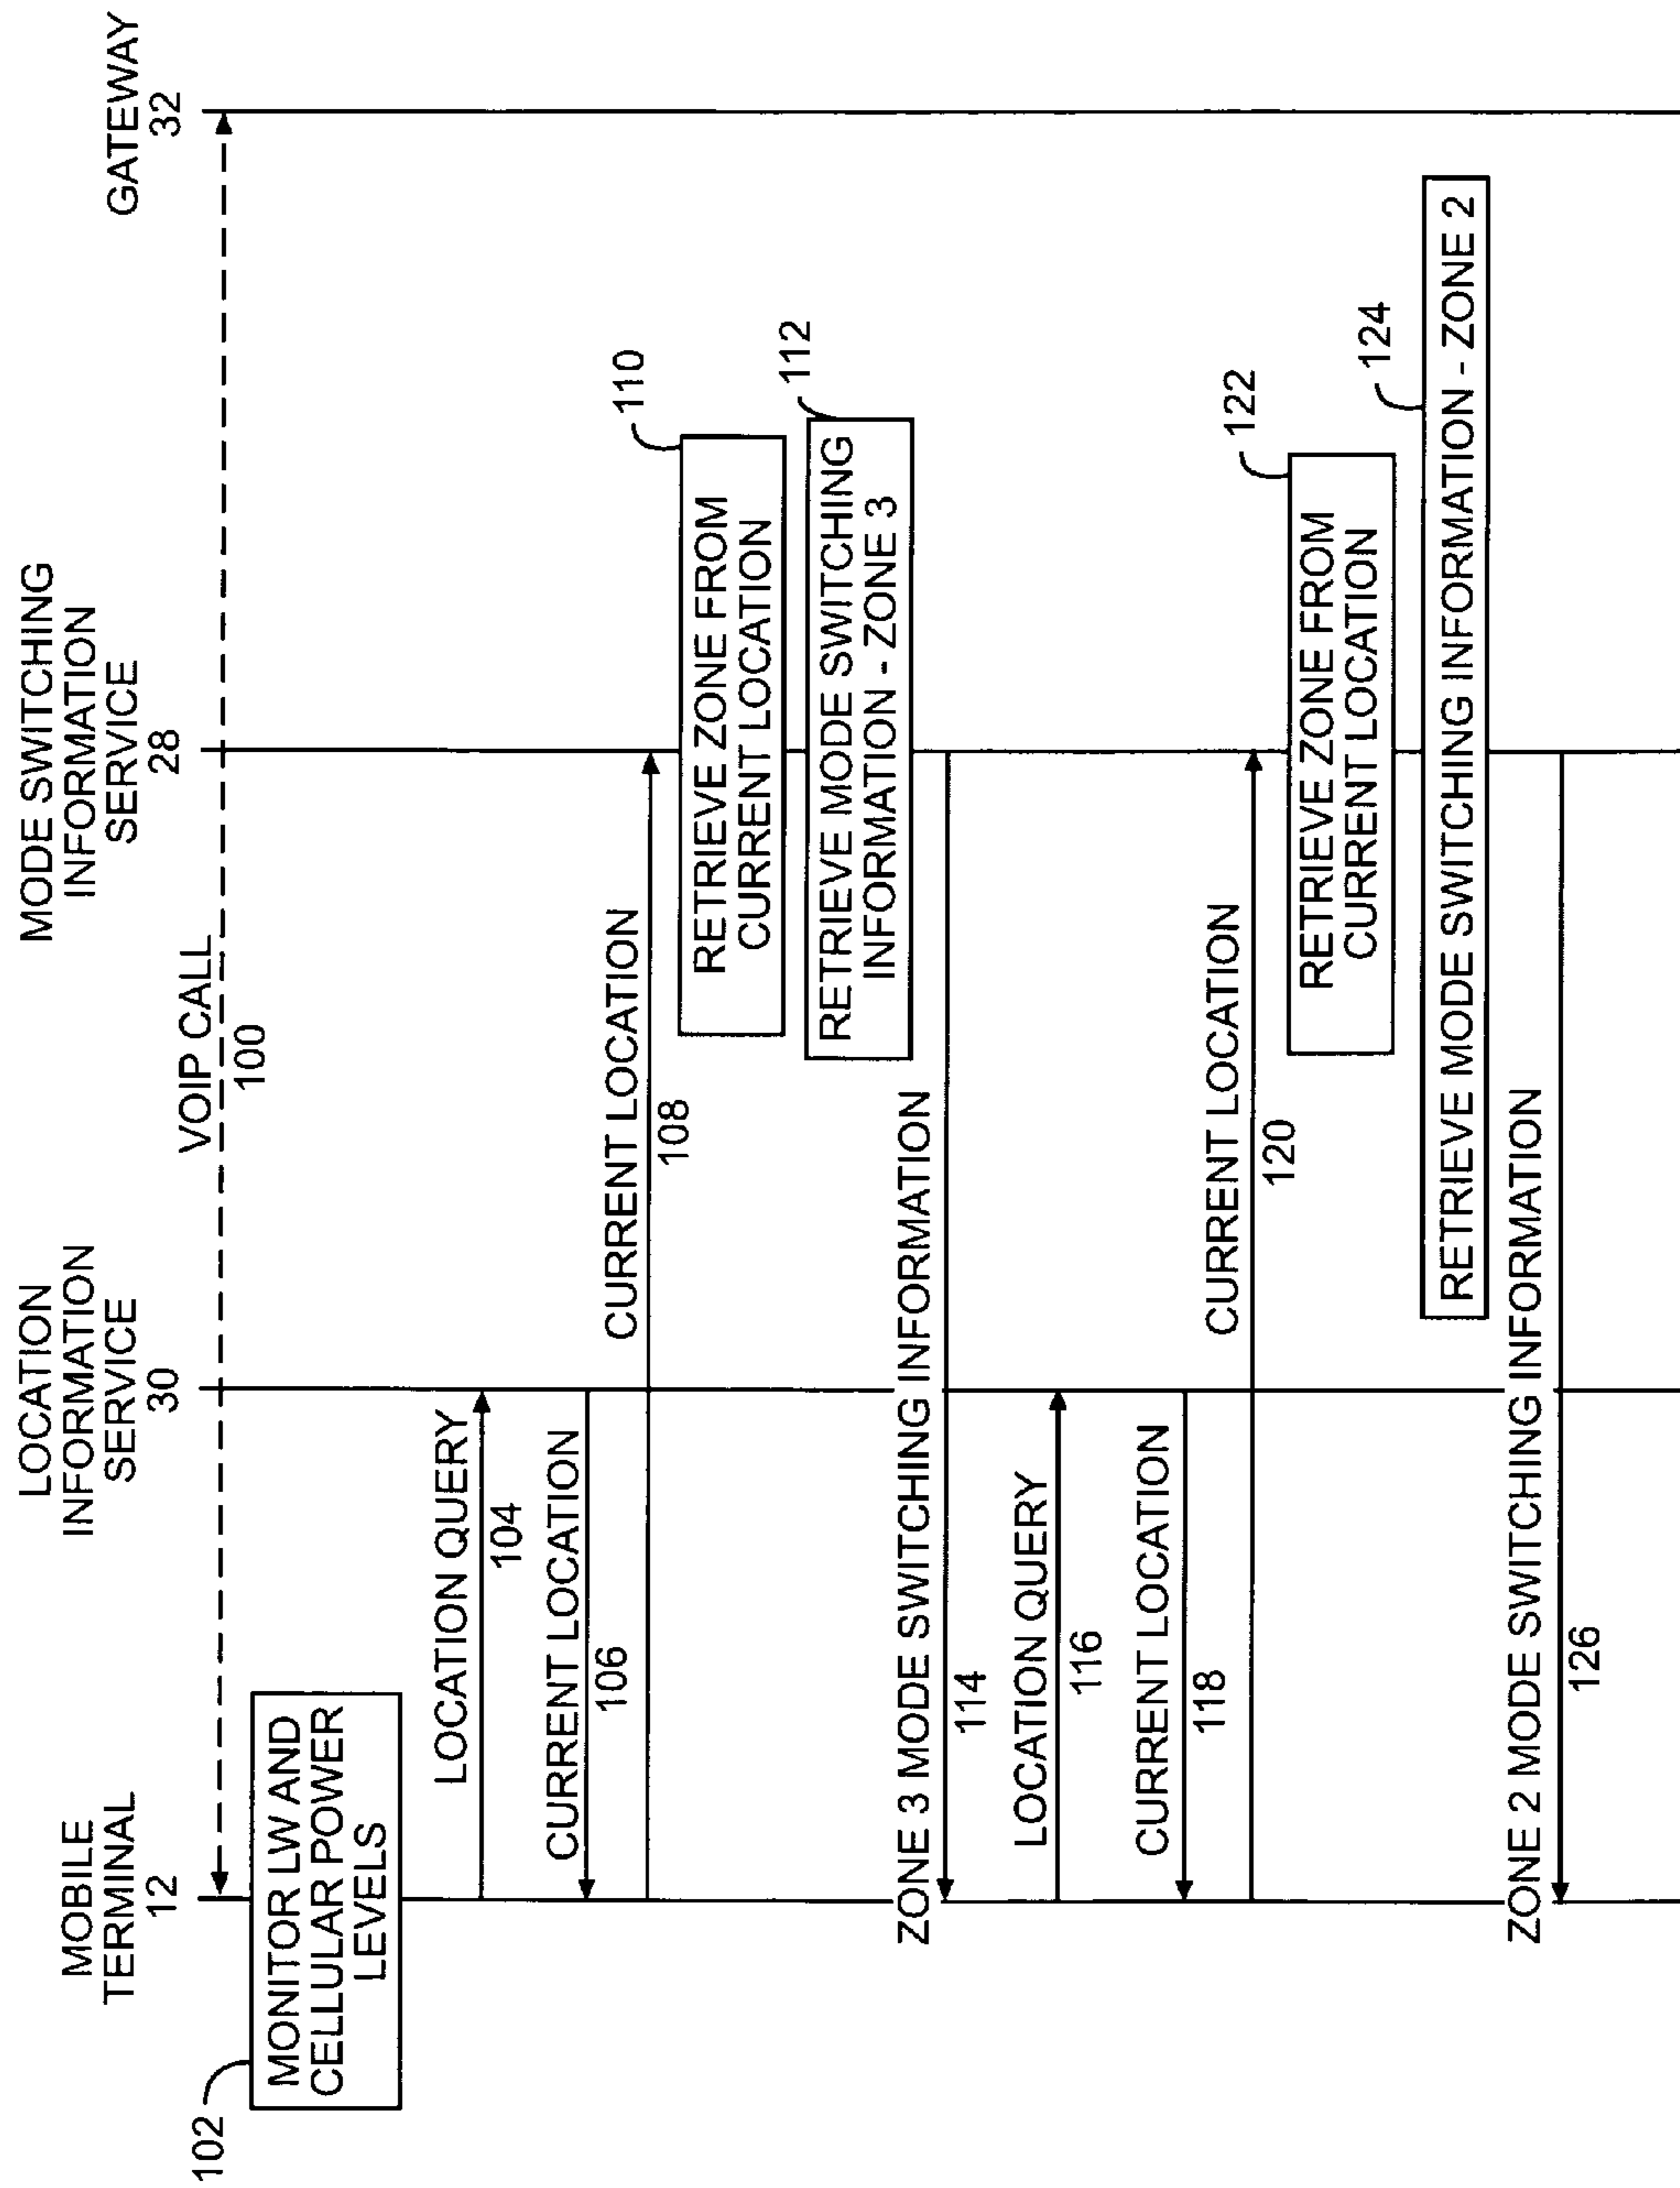 MOBILE
TERMINAL
12
LOCATION
INFORMATION
SERVICE
30
MODE SWITCHING
INFORMATION
SERVICE
28
GATEWAY
32
VOIP CALL
100
102
MONITOR LW AND
CELLULAR POWER
LEVELS
LOCATION QUERY
104
CURRENT LOCATION
106
CURRENT LOCATION
108
110
RETRIEVE ZONE FROM
CURRENT LOCATION
112
RETRIEVE MODE SWITCHING
INFORMATION - ZONE 3
ZONE 3 MODE SWITCHING INFORMATION
114
LOCATION QUERY
116
CURRENT LOCATION
118
CURRENT LOCATION
120
122
RETRIEVE ZONE FROM
CURRENT LOCATION
124
RETRIEVE MODE SWITCHING INFORMATION - ZONE 2
ZONE 2 MODE SWITCHING INFORMATION
126